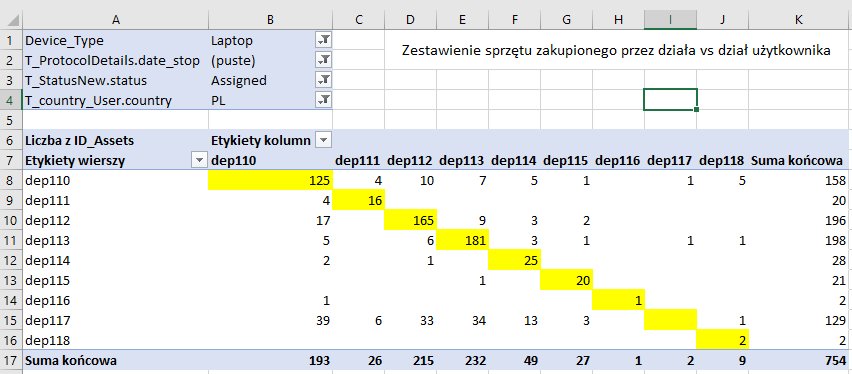 A B C D E F G H I J K
1 Device_Type Laptop
Zestawienie sprzętu zakupionego przez działa vs dział użytkownika
2 T_ProtocolDetails.date_stop (puste)
3 T_StatusNew.status Assigned
4 T_country_User.country PL
5
6 Liczba z ID_Assets Etykiety kolumn
7 Etykiety wierszy dep110 dep111 dep112 dep113 dep114 dep115 dep116 dep117 dep118 Suma końcowa
8 dep110 125 4 10 7 5 1 1 5 158
9 dep111 4 16 20
10 dep112 17 165 9 3 2 196
11 dep113 5 6 181 3 1 1 1 198
12 dep114 2 1 25 28
13 dep115 1 20 21
14 dep116 1 1 2
15 dep117 39 6 33 34 13 3 1 129
16 dep118 2 2
17 Suma końcowa 193 26 215 232 49 27 1 2 9 754